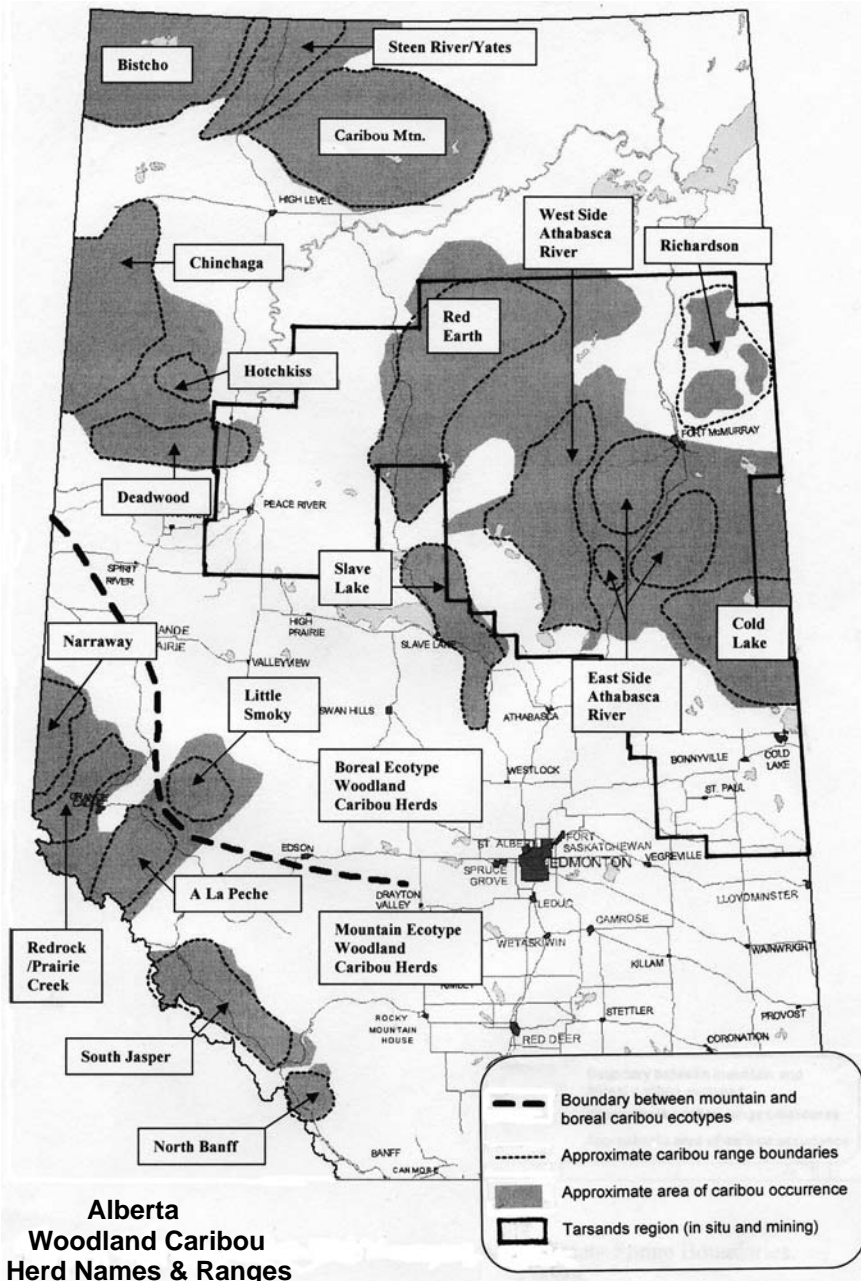 Steen River/Yates
Bistcho
Caribou Mtn.
HIGH LEVEL
West Side
Athabasca
River
Richardson
Chinchaga
Red
Earth
Hotchkiss
FORT McMURRAY
Deadwood
PEACE RIVER
SPIRIT
RIVER
Slave
Lake
HIGH
PRAIRIE
Cold
Lake
Narraway
VALLEYVIEW
SLAVE LAKE
East Side
Athabasca
River
Little
Smoky
SWAN HILLS
ATHABASCA
COLD
LAKE
BONNYVILLE
Boreal Ecotype
Woodland
Caribou Herds
WESTLOCK
ST. PAUL
EDSON
ST. ALBERT
FORT
SASKATCHEWAN
SPRUCE
GROVE
EDMONTON
VEGREVILLE
A La Peche
DRAYTON
VALLEY
LEDUC
LLOYDMINSTER
Redrock
/Prairie
Creek
Mountain Ecotype
Woodland
Caribou Herds
CAMROSE
WETASKIWIN
WAINWRIGHT
KILLAM
ROCKY
MOUNTAIN
HOUSE
STETTLER
PROVOST
South Jasper
RED DEER
CORONATION
North Banff
BANFF
CANMORE
Boundary between mountain and
boreal caribou ecotypes
Approximate caribou range boundaries
Approximate area of caribou occurrence
Tarsands region (in situ and mining)
Alberta
Woodland Caribou
Herd Names & Ranges